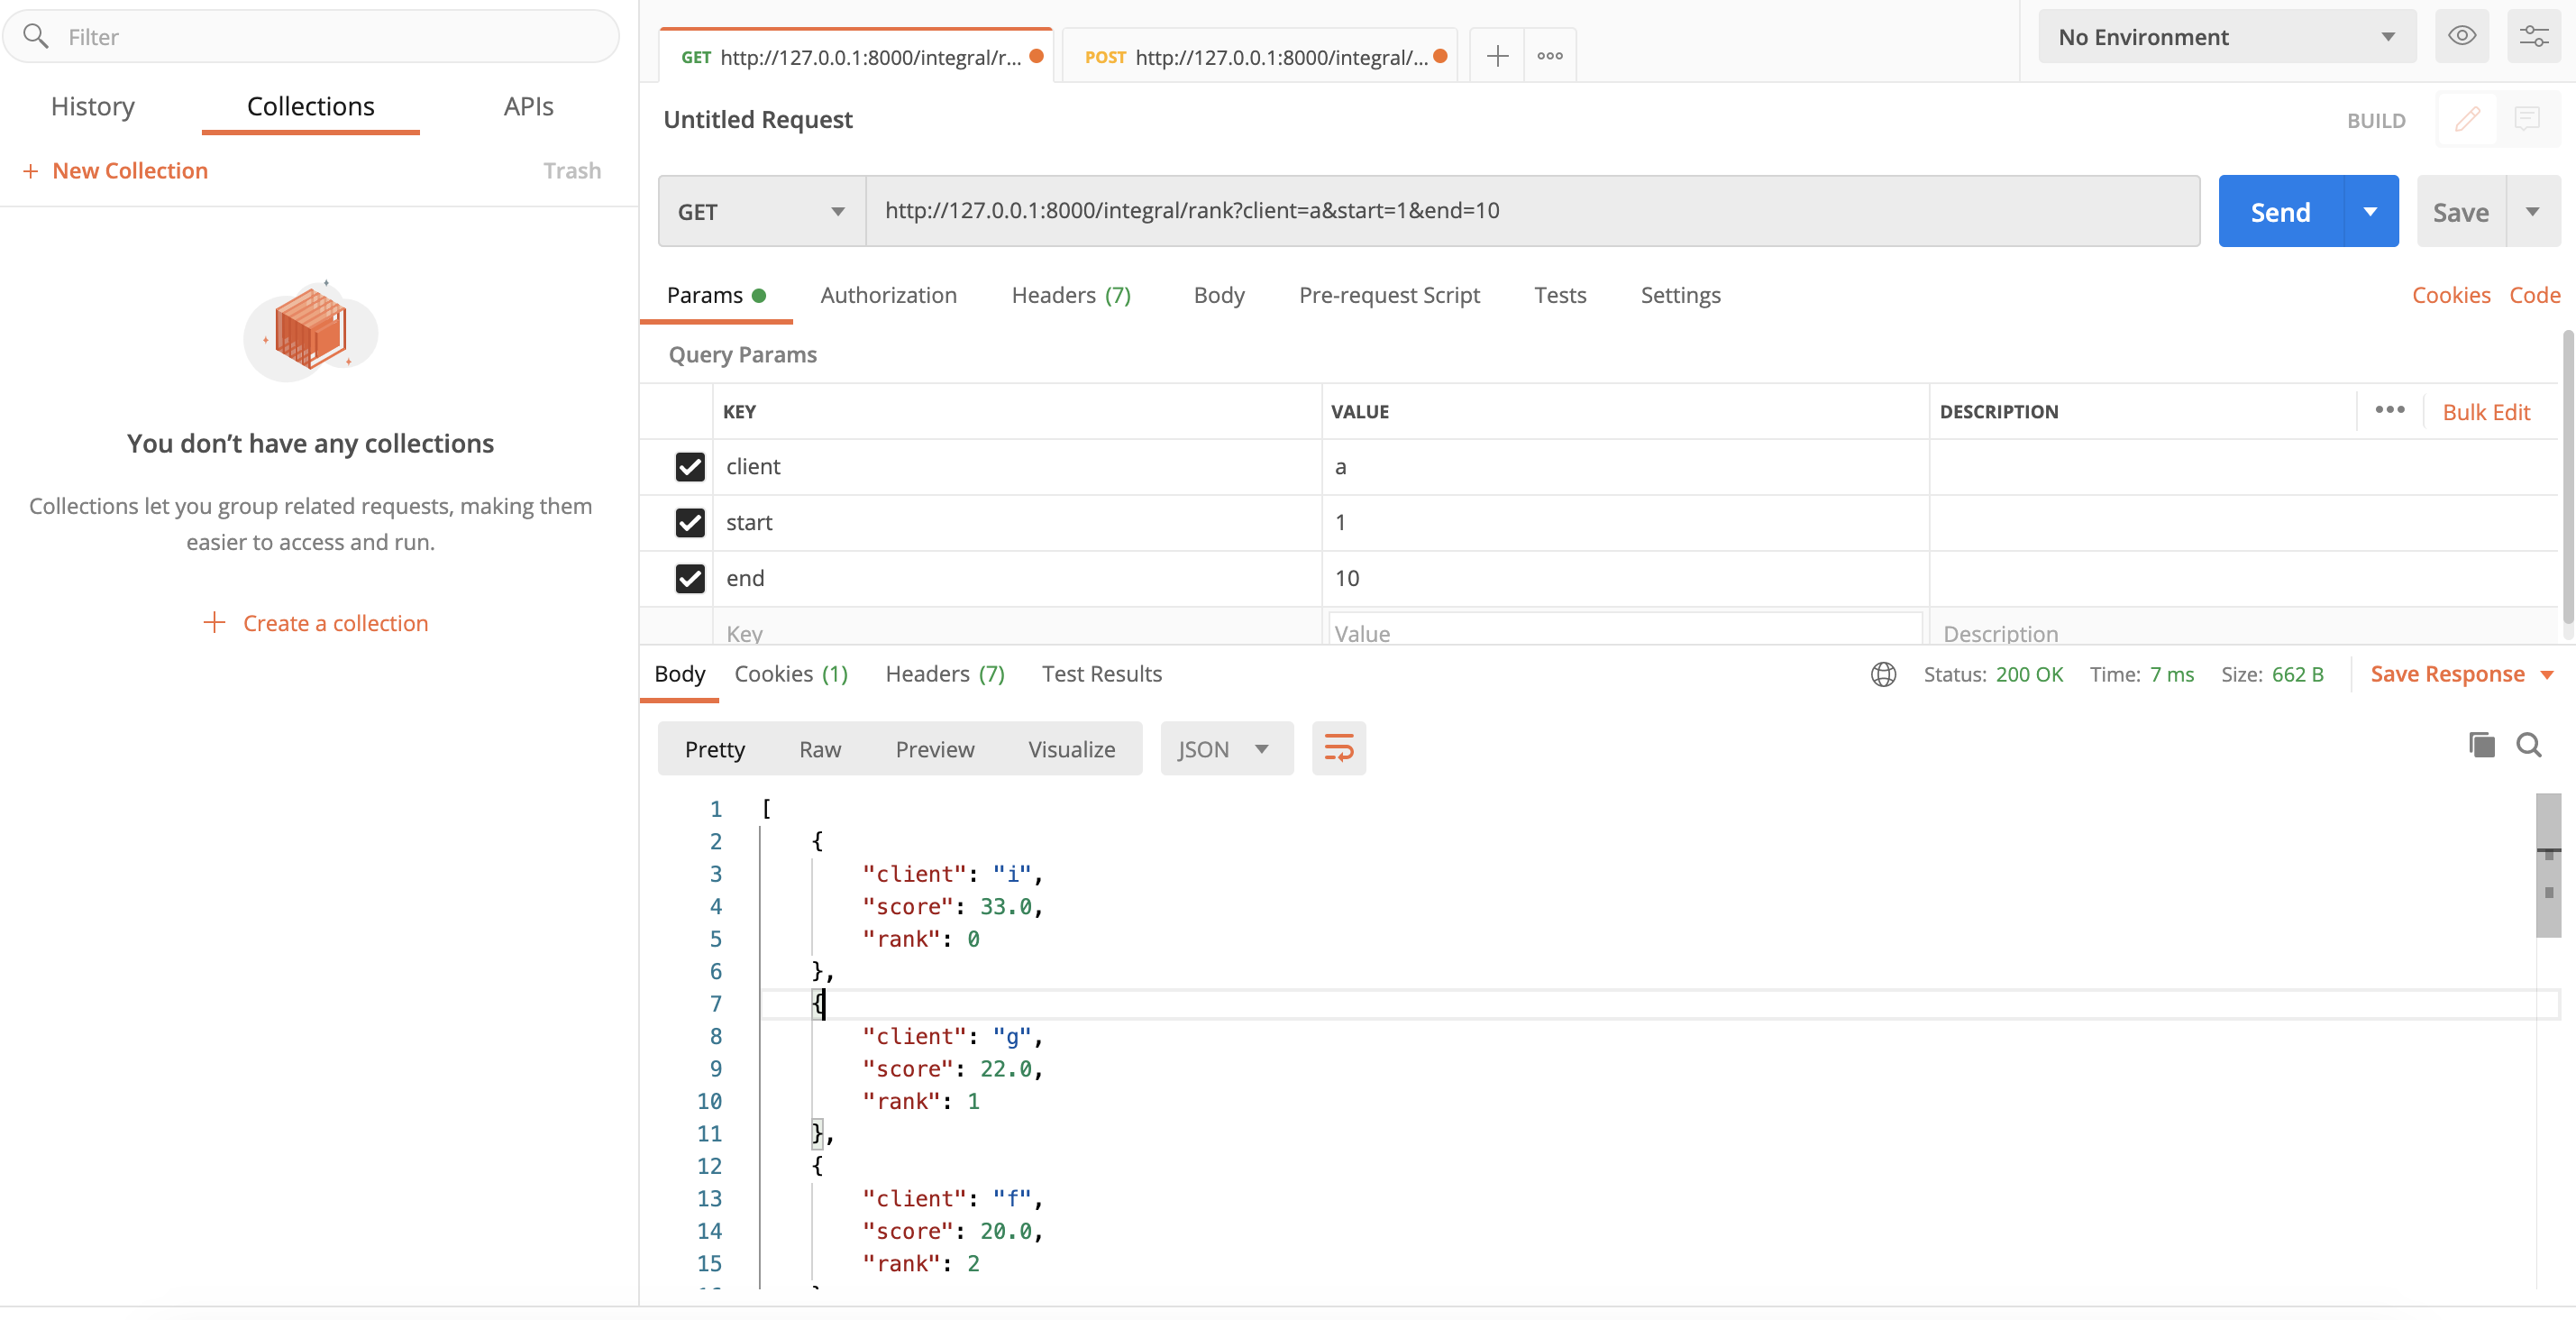 Filter
History Collections APIs
+ New Collection Trash
You don’t have any collections
Collections let you group related requests, making them
easier to access and run.
+ Create a collection
GET http://127.0.0.1:8000/integral/r... POST http://127.0.0.1:8000/integral/... + ooo
No Environment
Untitled Request BUILD
GET http://127.0.0.1:8000/integral/rank?client=a&start=1&end=10 Send Save
Params Authorization Headers (7) Body Pre-request Script Tests Settings Cookies Code
Query Params
KEY VALUE DESCRIPTION ••• Bulk Edit
client a
start 1
end 10
Key Value Description
Body Cookies (1) Headers (7) Test Results Status: 200 OK Time: 7 ms Size: 662 B Save Response
Pretty Raw Preview Visualize JSON
1 [
2 {
3 "client": "i",
4 "score": 33.0,
5 "rank": 0
6 },
7 {
8 "client": "g",
9 "score": 22.0,
10 "rank": 1
11 },
12 {
13 "client": "f",
14 "score": 20.0,
15 "rank": 2